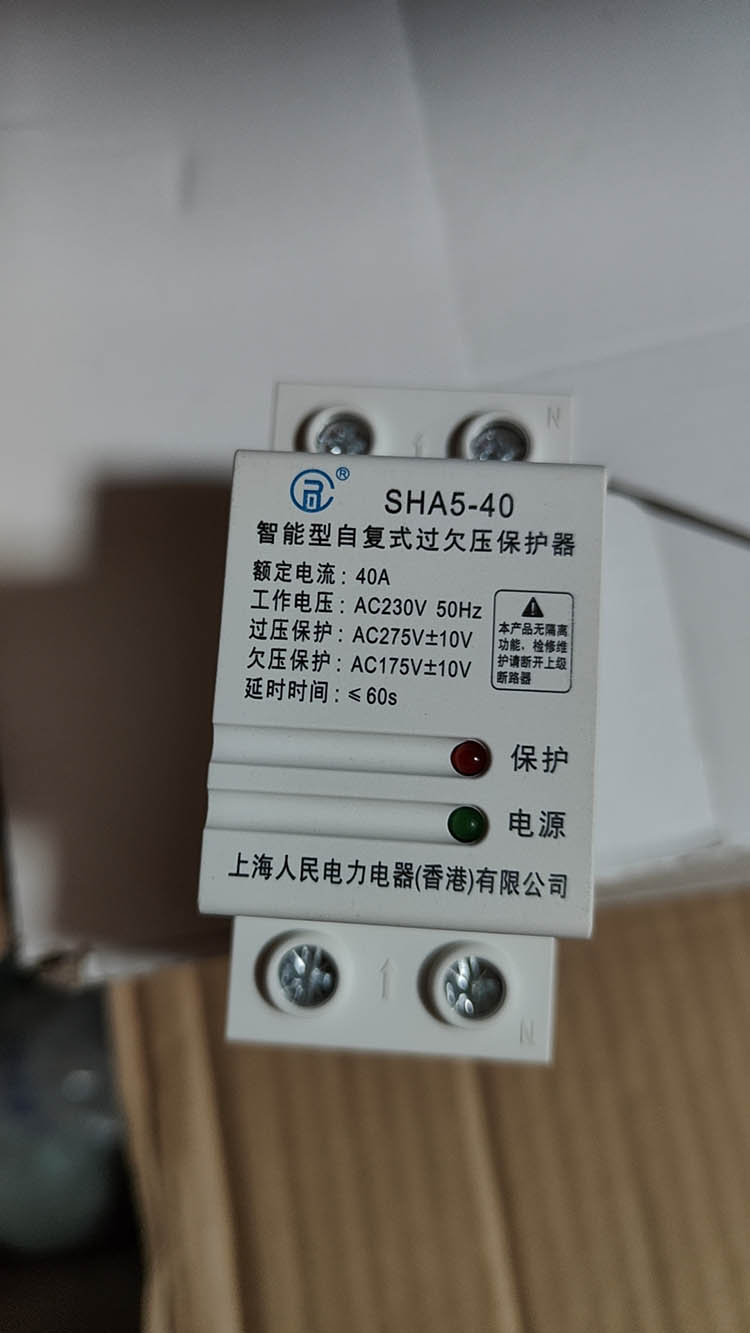 N
®
SHA5-40
智能型自复式过欠压保护器
额定电流：40A
工作电压：AC230V 50Hz
过压保护：AC275V±10V
欠压保护：AC175V±10V
延时时间：≤60s
本产品无隔离
功能，检修维
护请断开上级
断路器
保护
电源
上海人民电力电器(香港)有限公司
N